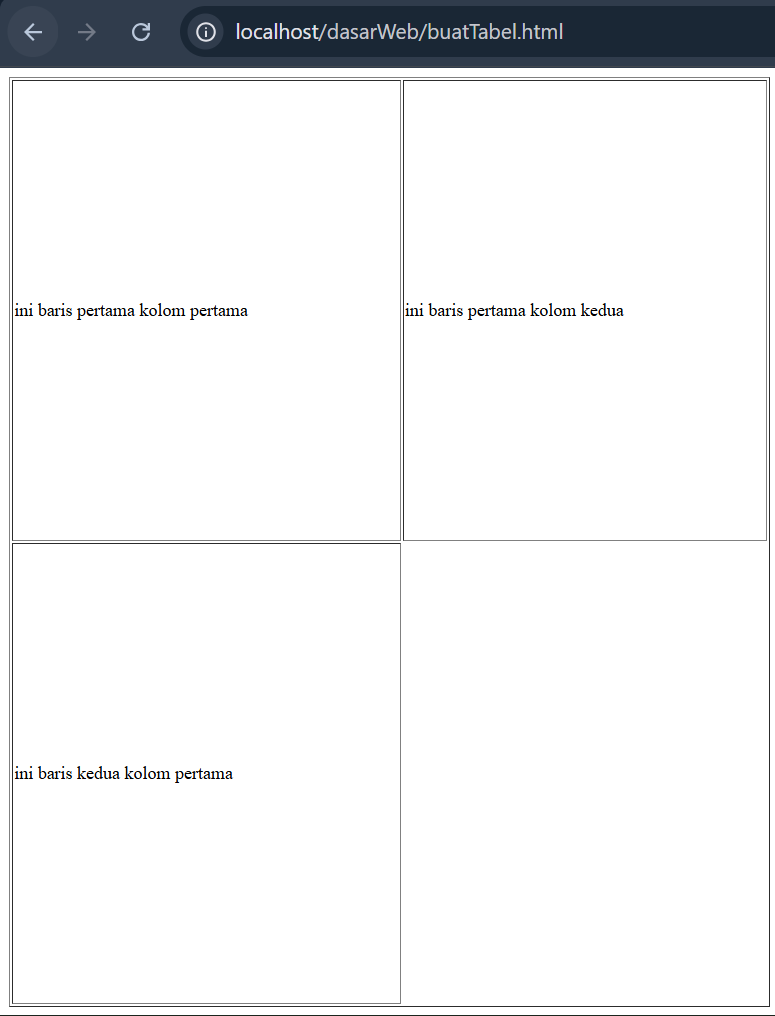 localhost/dasarWeb/buatTabel.html
ini baris pertama kolom pertama
ini baris pertama kolom kedua
ini baris kedua kolom pertama